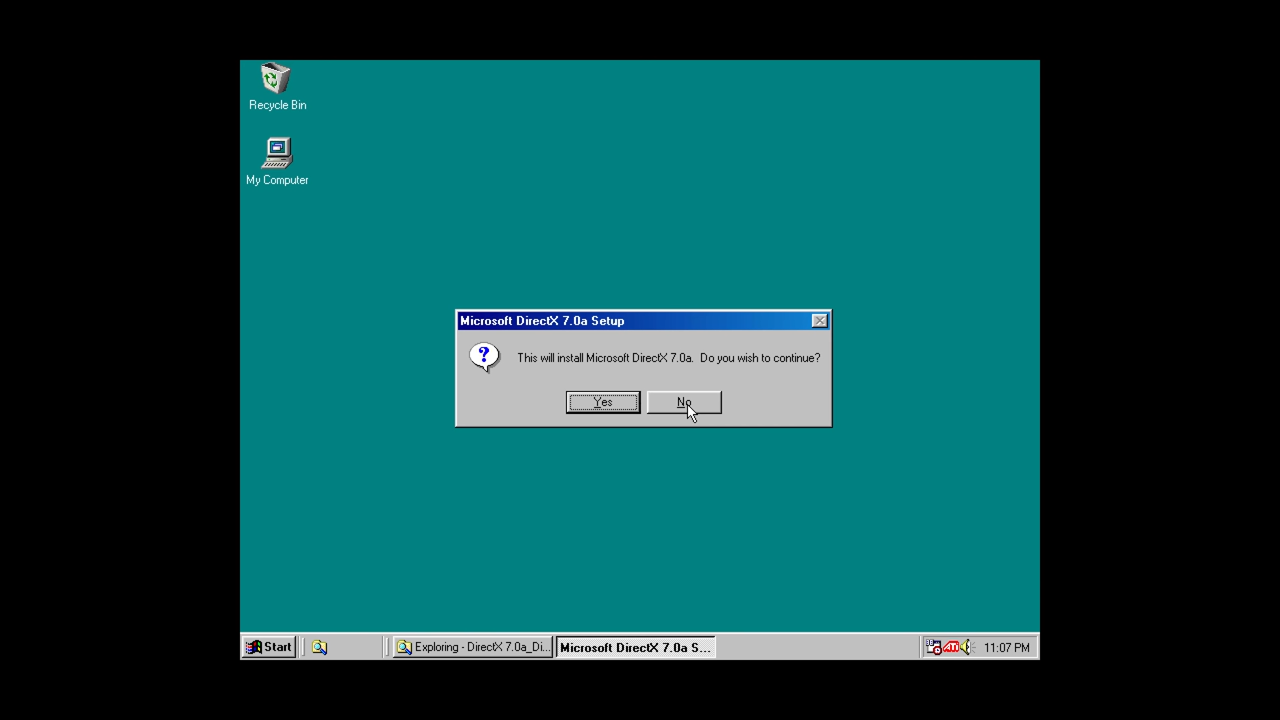 Recycle Bin
My Computer
Microsoft DirectX 7.0a Setup
?
This will install Microsoft DirectX 7.0a.  Do you wish to continue?
Yes
No
Start
Exploring - DirectX 7.0a_Di...
Microsoft DirectX 7.0a S...
11:07 PM